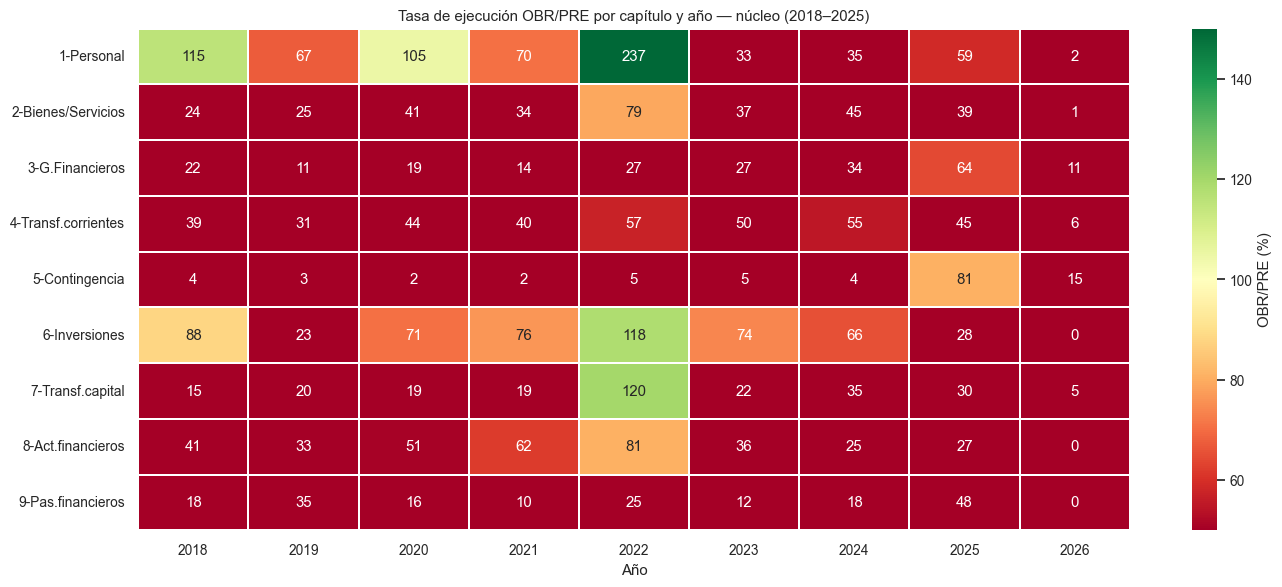 Tasa de ejecución OBR/PRE por capítulo y año — núcleo (2018–2025)
1-Personal 115 67 105 70 237 33 35 59 2
2-Bienes/Servicios 24 25 41 34 79 37 45 39 1
3-G.Financieros 22 11 19 14 27 27 34 64 11
4-Transf.corrientes 39 31 44 40 57 50 55 45 6
5-Contingencia 4 3 2 2 5 5 4 81 15
6-Inversiones 88 23 71 76 118 74 66 28 0
7-Transf.capital 15 20 19 19 120 22 35 30 5
8-Act.financieros 41 33 51 62 81 36 25 27 0
9-Pas.financieros 18 35 16 10 25 12 18 48 0
2018 2019 2020 2021 2022 2023 2024 2025 2026
Año
140
120
100
80
60
OBR/PRE (%)